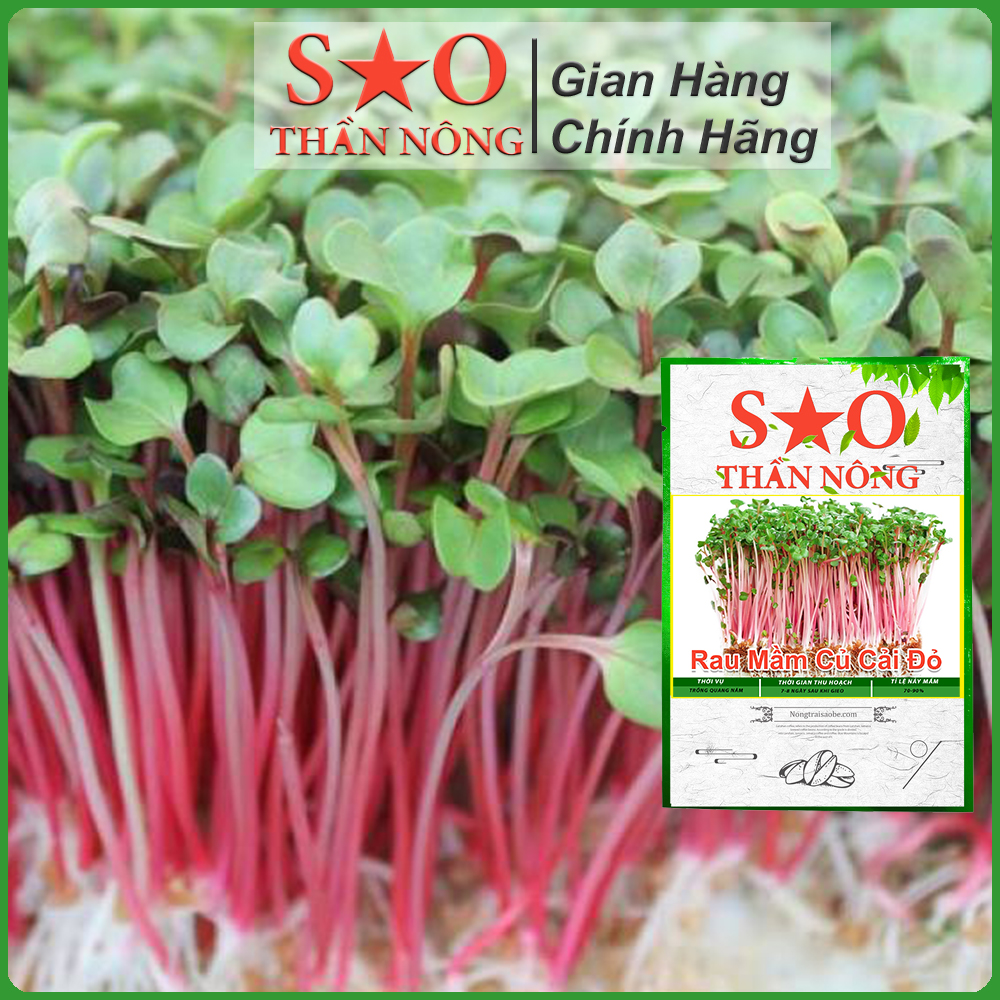 S★O
THẦN NÔNG
Gian Hàng
Chính Hãng
S★O
THẦN NÔNG
Rau Mầm Củ Cải Đỏ
THỜI VỤ
TRỒNG QUANG NĂM
THỜI GIAN THU HOẠCH
7-8 NGÀY SAU KHI GIEO
TỈ LỆ NẢY MẦM
70-90%
Nongtraisaobe.com